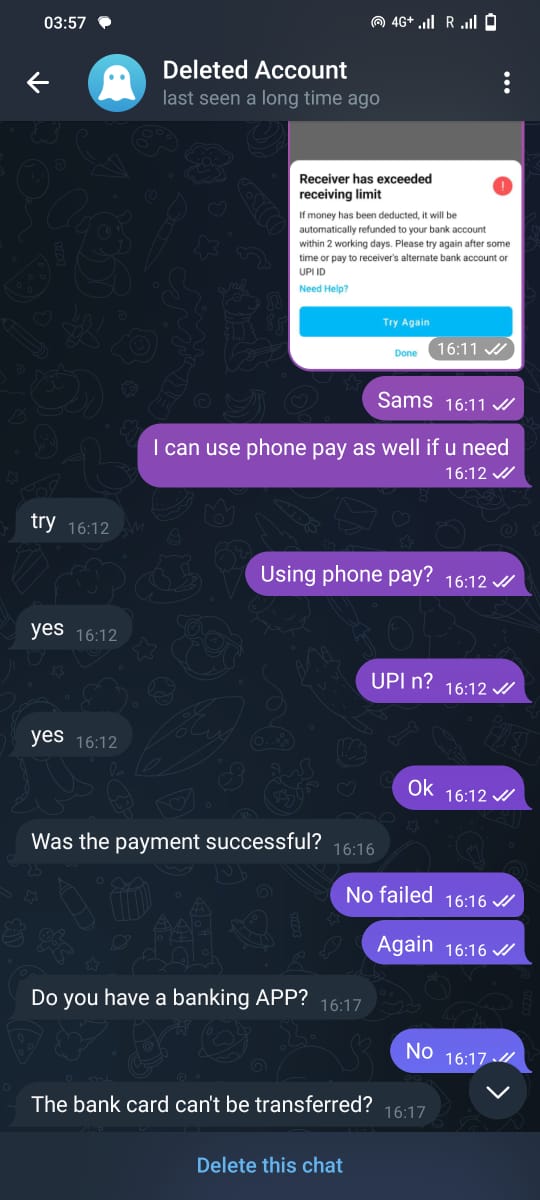 03:57
4G+ R
Deleted Account
last seen a long time ago
Receiver has exceeded
receiving limit
If money has been deducted, it will be
automatically refunded to your bank account
within 2 working days. Please try again after some
time or pay to receiver's alternate bank account or
UPI ID
Need Help?
Try Again
Done
16:11
Sams 16:11
I can use phone pay as well if u need
16:12
try 16:12
Using phone pay? 16:12
yes 16:12
UPI n? 16:12
yes 16:12
Ok 16:12
Was the payment successful? 16:16
No failed 16:16
Again 16:16
Do you have a banking APP? 16:17
No 16:17
The bank card can't be transferred? 16:17
Delete this chat